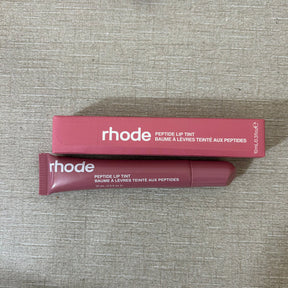 rhode
PEPTIDE LIP TINT
BAUME À LÈVRES TEINTÉ AUX PEPTIDES
rhode
PEPTIDE LIP TINT
BAUME À LÈVRES TEINTÉ AUX PEPTIDES